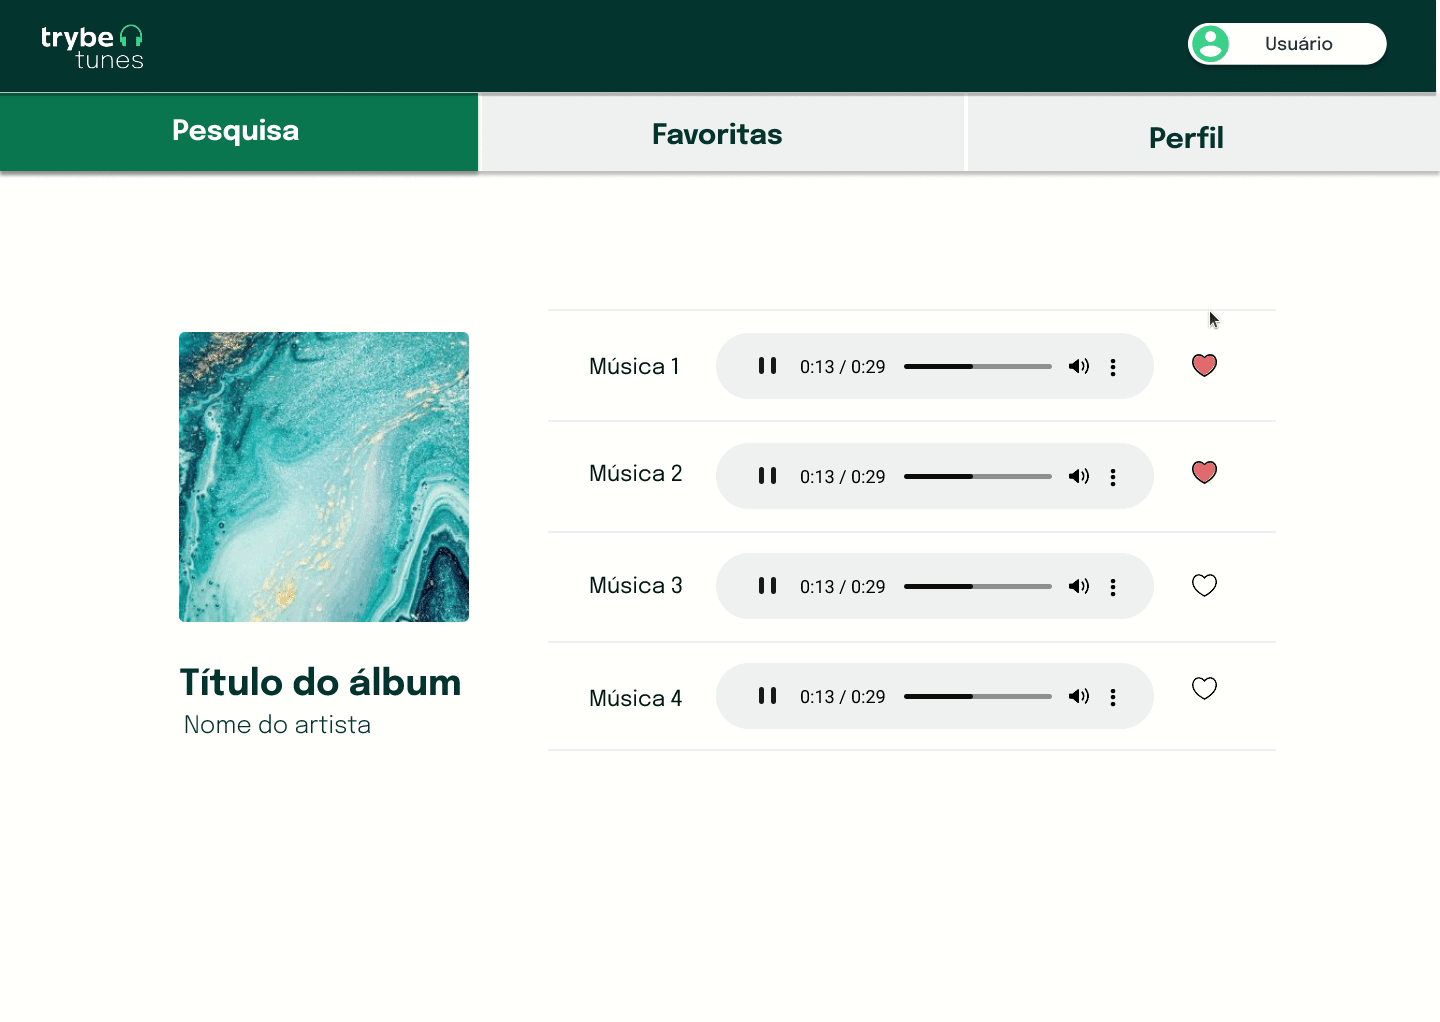 trybe
tunes
Usuário
Pesquisa
Favoritas
Perfil
Música 1
0:13 / 0:29
Música 2
0:13 / 0:29
Música 3
0:13 / 0:29
Música 4
0:13 / 0:29
Título do álbum
Nome do artista